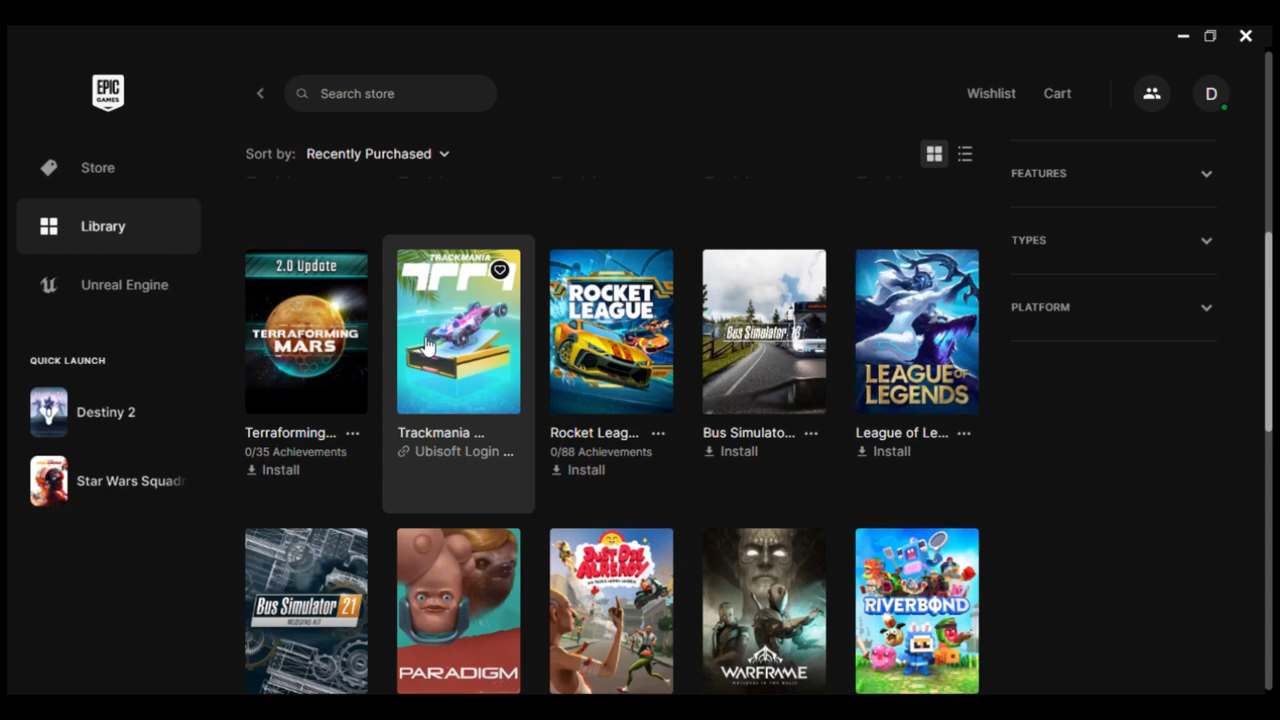 EPIC
GAMES
Search store
Wishlist
Cart
D
Store
Library
Unreal Engine
QUICK LAUNCH
Destiny 2
Star Wars Squadr
Sort by: Recently Purchased
FEATURES
TYPES
PLATFORM
2.0 Update
TERRAFORMING
MARS
TRACKMANIA
ROCKET
LEAGUE
Bus Simulator 18
LEAGUE OF
LEGENDS
Terraforming... ...
0/35 Achievements
Install
Trackmania ...
Ubisoft Login ...
Rocket Leag... ...
0/88 Achievements
Install
Bus Simulato... ...
Install
League of Le... ...
Install
Bus Simulator 21
MODDING KIT
PARADIGM
JUST DIE
ALREADY
WARFRAME
RIVERBOND